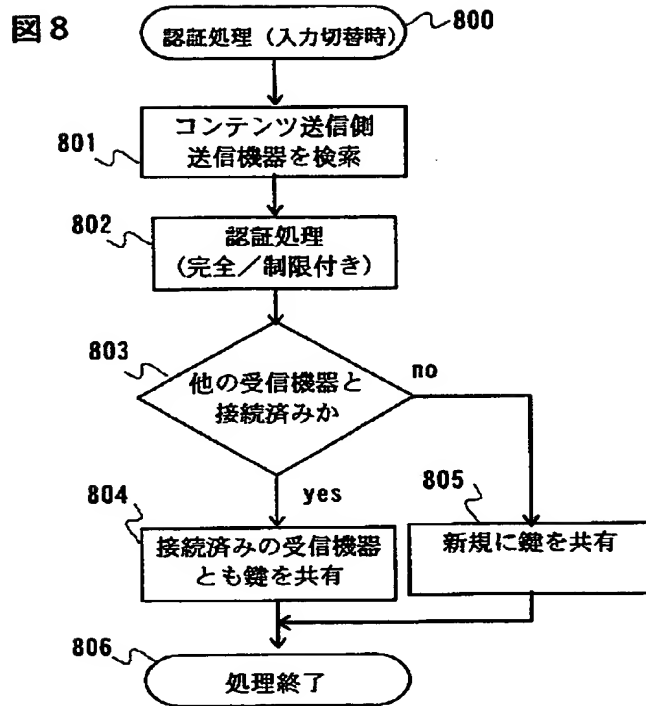 図8
認証処理（入力切替時）
800
コンテンツ送信側
送信機器を検索
801
802
認証処理
（完全／制限付き）
803
他の受信機器と
接続済みか
no
yes
804
接続済みの受信機器
とも鍵を共有
805
新規に鍵を共有
806
処理終了